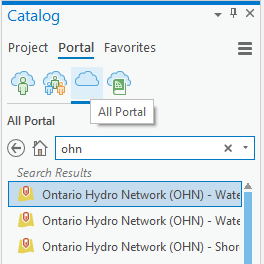 Catalog
Project Portal Favorites
All Portal
All Portal
ohn
Search Results
Ontario Hydro Network (OHN) - Wate
Ontario Hydro Network (OHN) - Wate
Ontario Hydro Network (OHN) - Shor